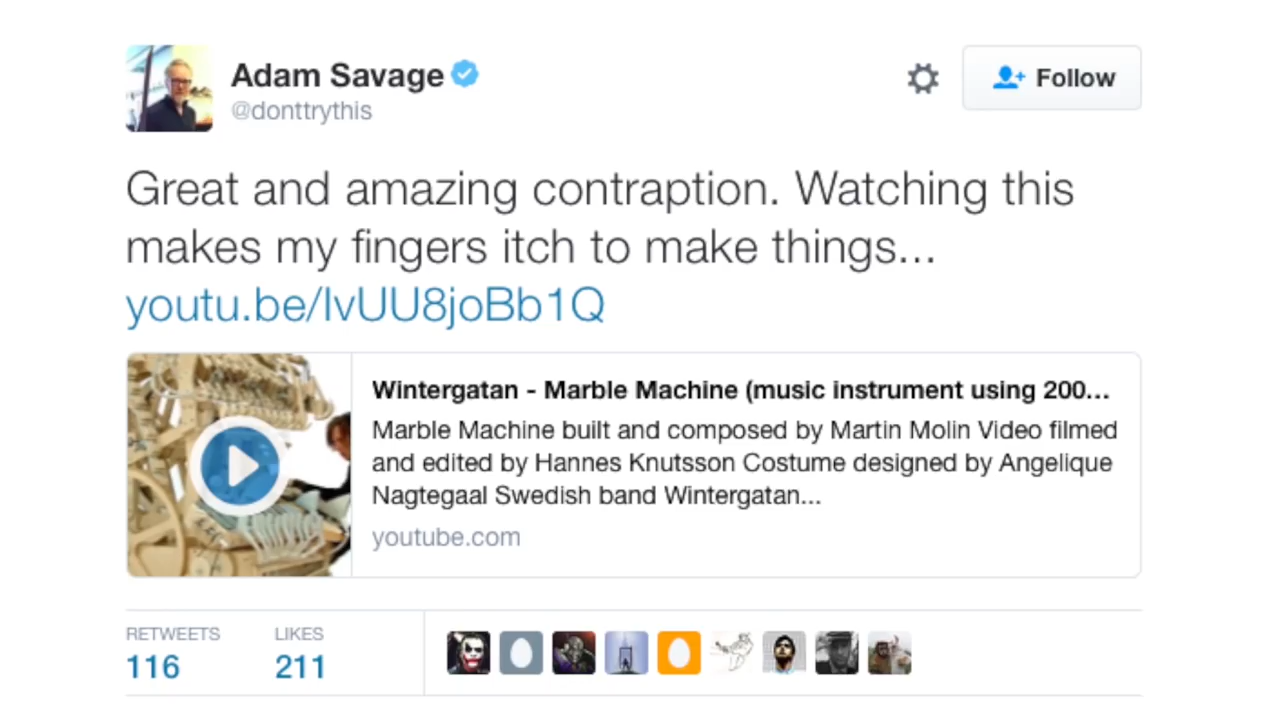 Adam Savage
@donttrythis
Follow
Great and amazing contraption. Watching this
makes my fingers itch to make things...
youtu.be/IvUU8joBb1Q
Wintergatan - Marble Machine (music instrument using 200...
Marble Machine built and composed by Martin Molin Video filmed
and edited by Hannes Knutsson Costume designed by Angelique
Nagtegaal Swedish band Wintergatan...
youtube.com
RETWEETS LIKES
116 211